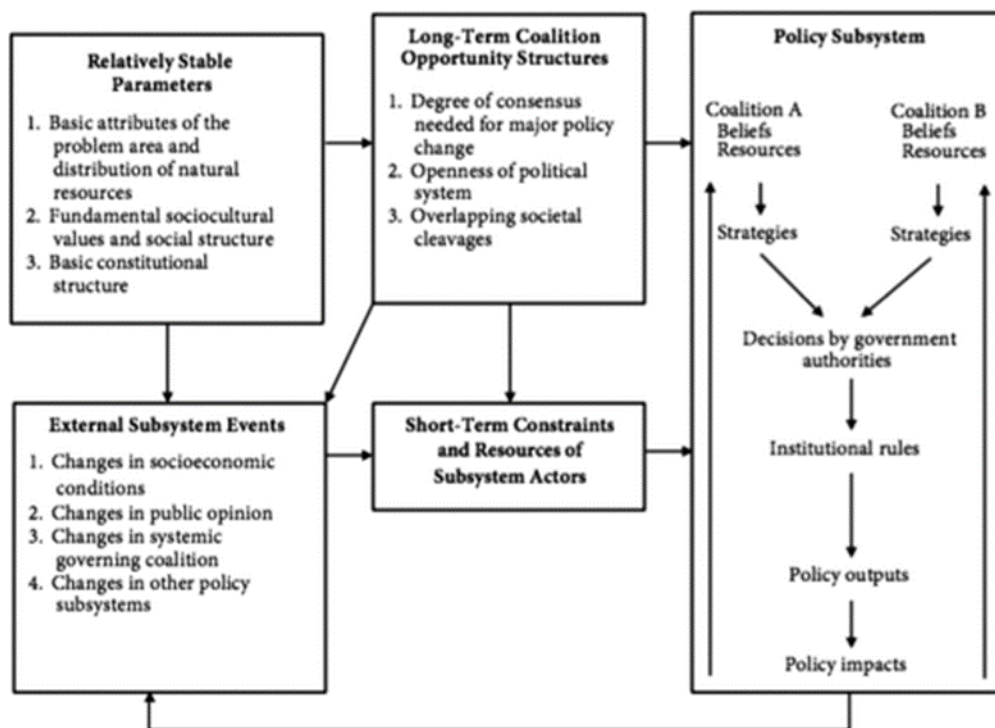 Relatively Stable
Parameters
1. Basic attributes of the
problem area and
distribution of natural
resources
2. Fundamental sociocultural
values and social structure
3. Basic constitutional
structure
Long-Term Coalition
Opportunity Structures
1. Degree of consensus
needed for major policy
change
2. Openness of political
system
3. Overlapping societal
cleavages
Policy Subsystem
Coalition A
Beliefs
Resources
Coalition B
Beliefs
Resources
Strategies
Strategies
Decisions by government
authorities
Institutional rules
Policy outputs
Policy impacts
External Subsystem Events
1. Changes in socioeconomic
conditions
2. Changes in public opinion
3. Changes in systemic
governing coalition
4. Changes in other policy
subsystems
Short-Term Constraints
and Resources of
Subsystem Actors